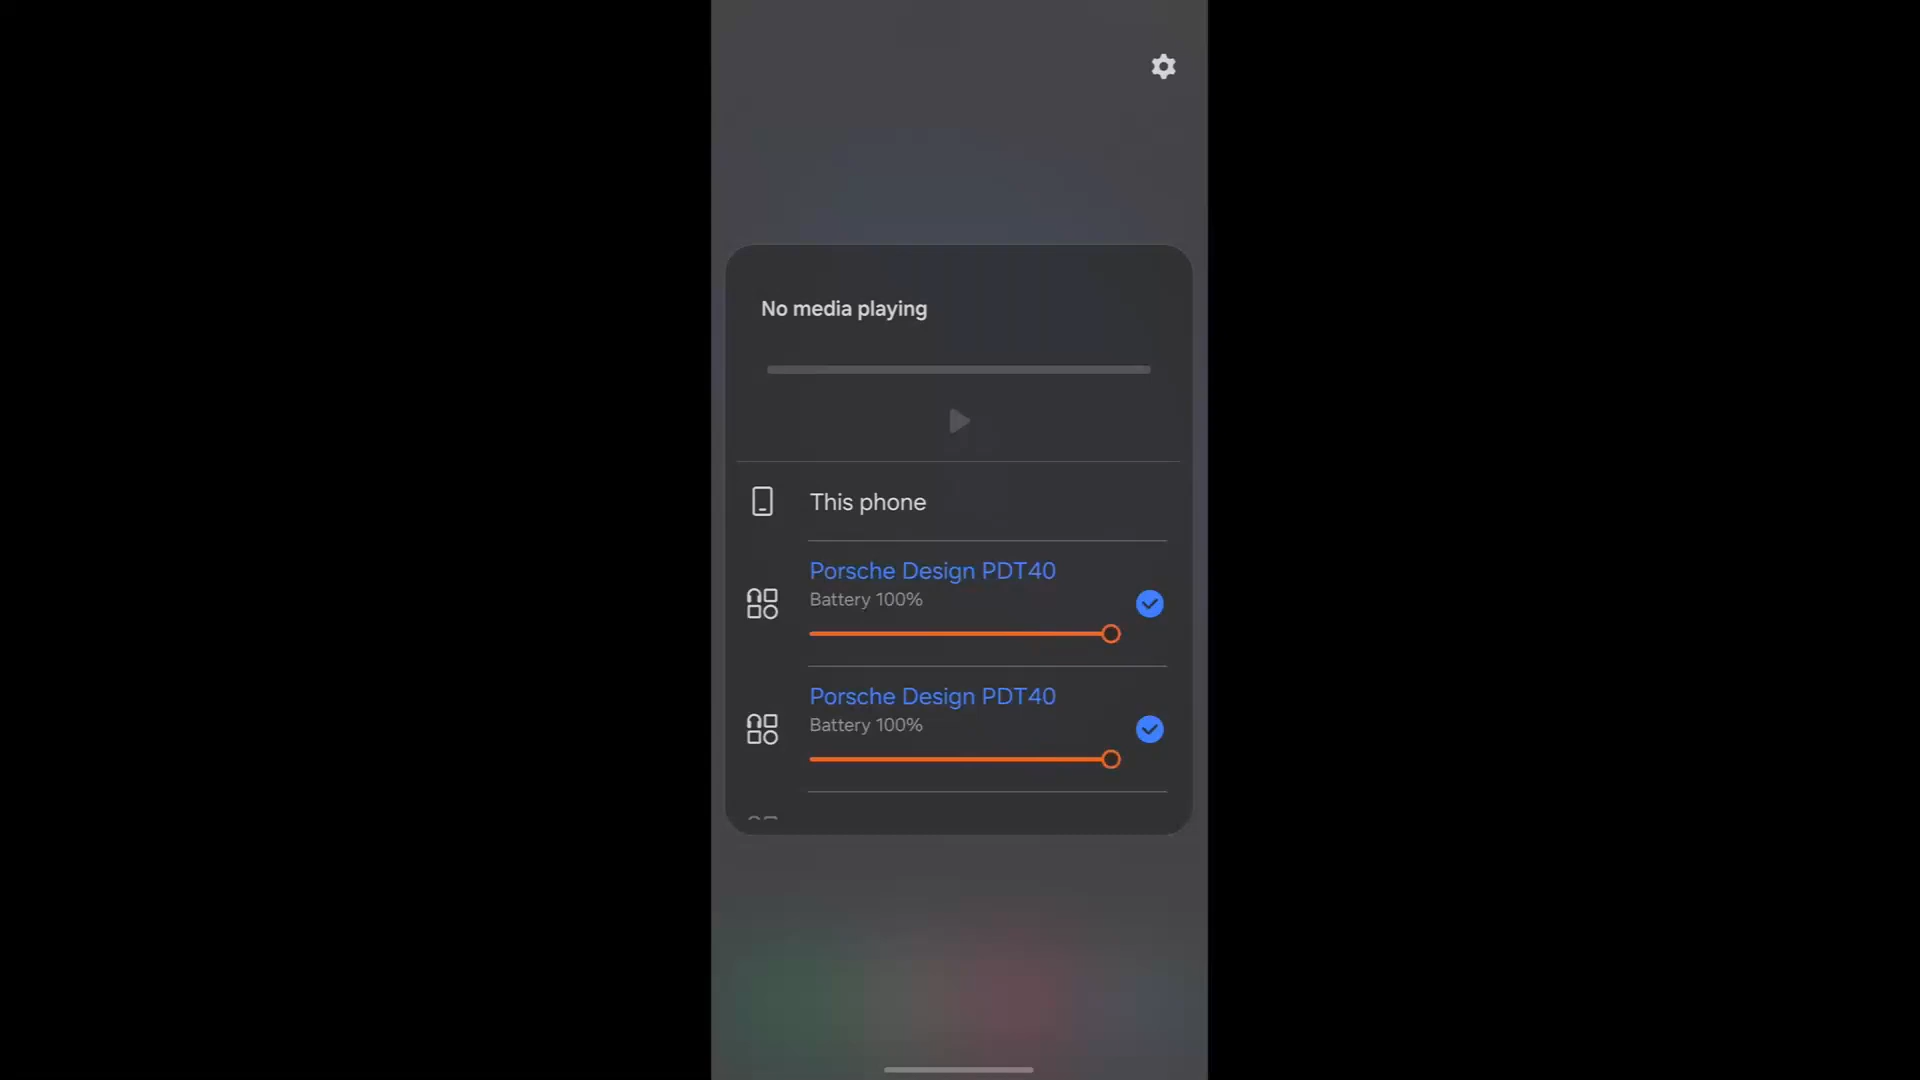 No media playing
This phone
Porsche Design PDT40
Battery 100%
Porsche Design PDT40
Battery 100%